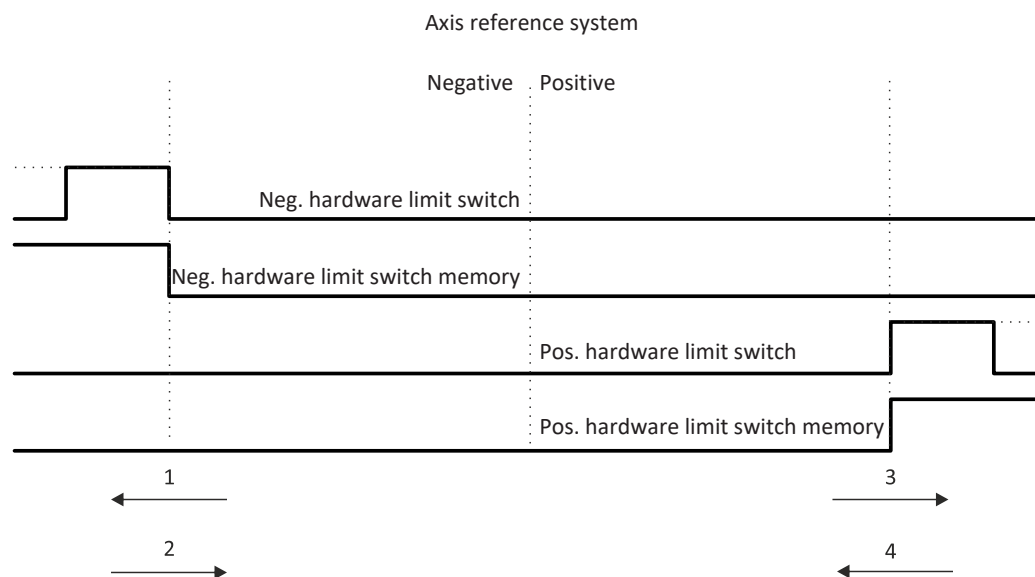 Axis reference system
Negative Positive
Neg. hardware limit switch
Neg. hardware limit switch memory
Pos. hardware limit switch
Pos. hardware limit switch memory
1 3
2 4